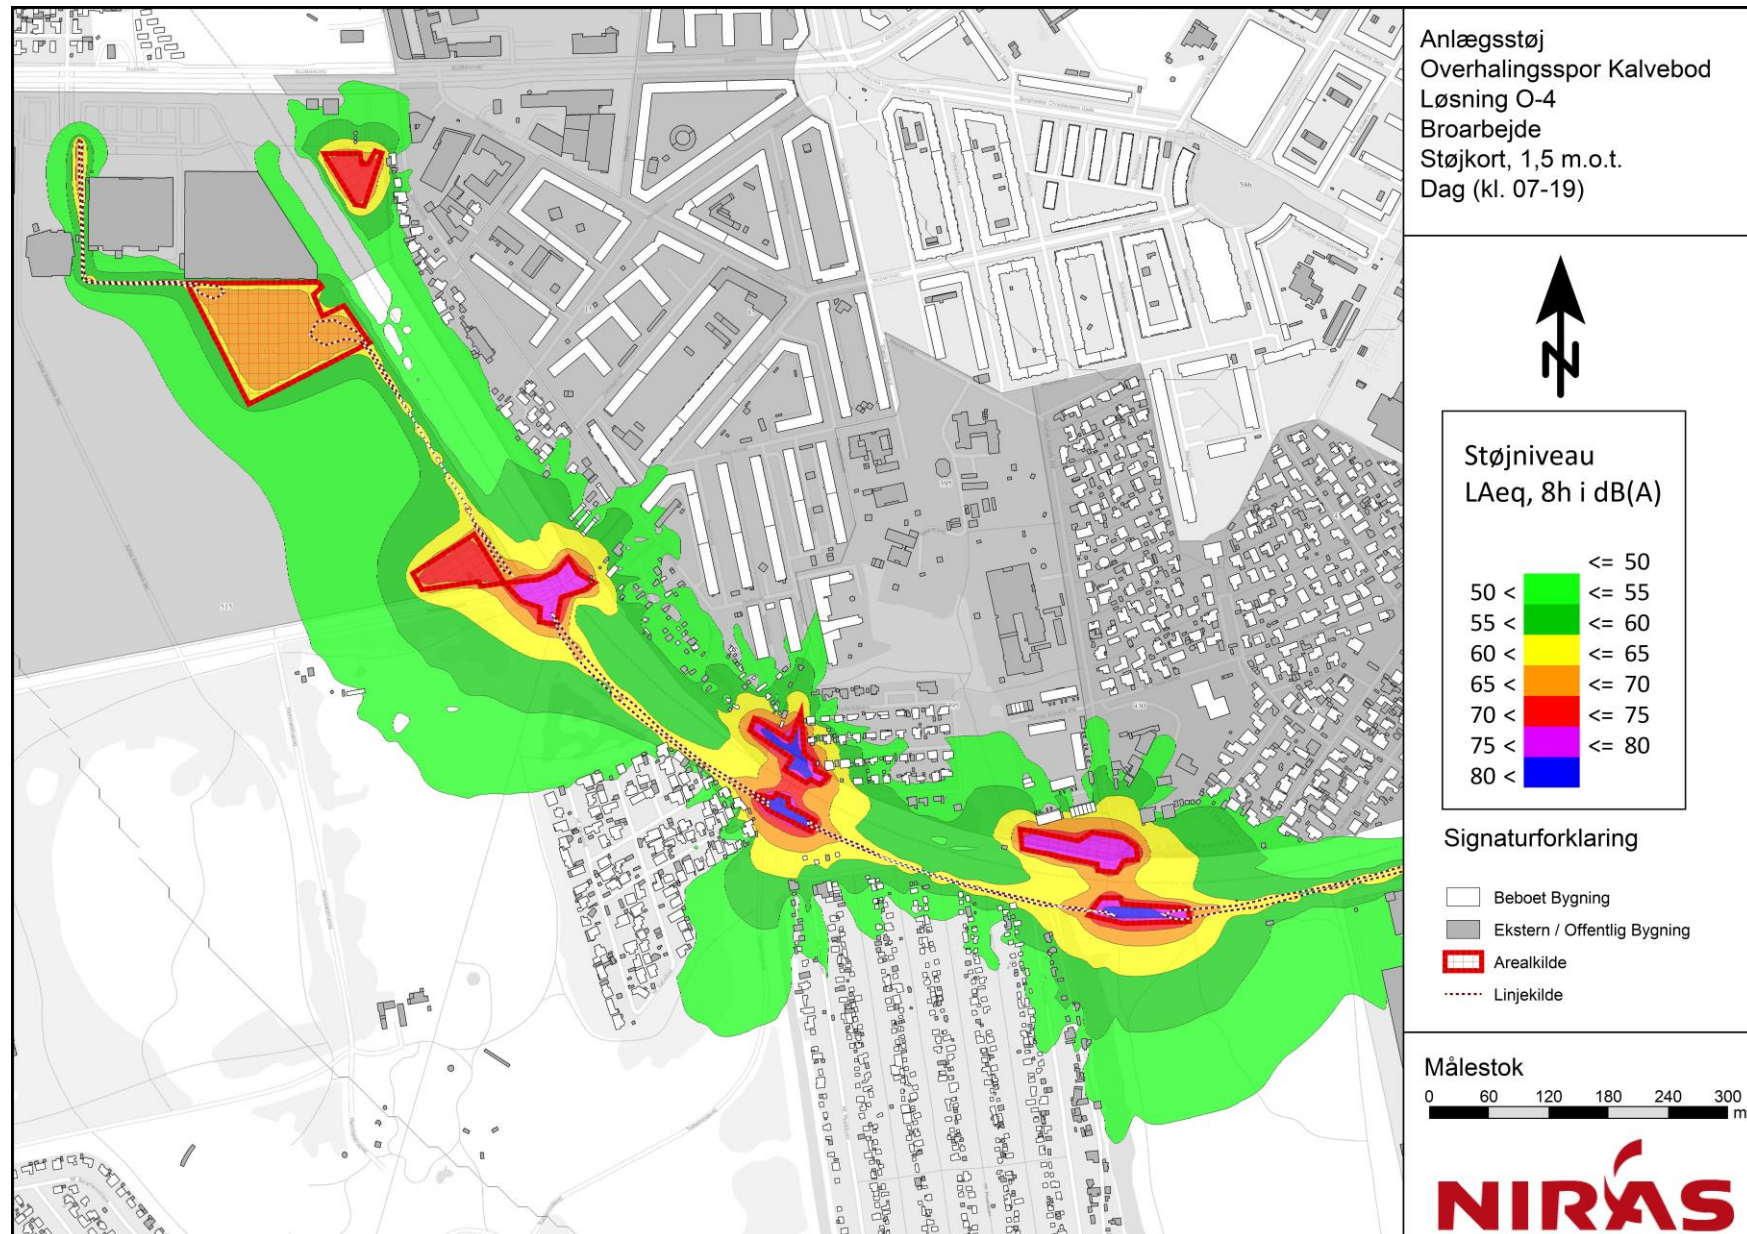 Anlægsstøj
Overhalingsspor Kalvebod
Løsning O-4
Broarbejde
Støjkort, 1,5 m.o.t.
Dag (kl. 07-19)
N
Støjniveau
LAeq, 8h i dB(A)
<= 50
50 < <= 55
55 < <= 60
60 < <= 65
65 < <= 70
70 < <= 75
75 < <= 80
80 <
Signaturforklaring
Beboet Bygning
Ekstern / Offentlig Bygning
Arealkilde
Linjekilde
Målestok
0 60 120 180 240 300
m
NIRAS